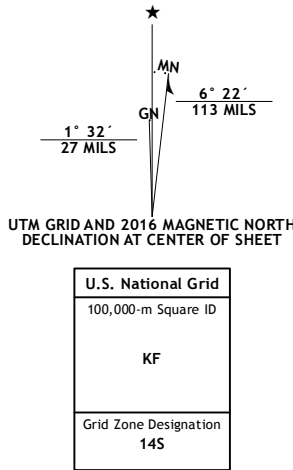 ★
MN
GN
6° 22´
113 MILS
1° 32´
27 MILS
UTM GRID AND 2016 MAGNETIC NORTH
DECLINATION AT CENTER OF SHEET
U.S. National Grid
100,000-m Square ID
KF
Grid Zone Designation
14S